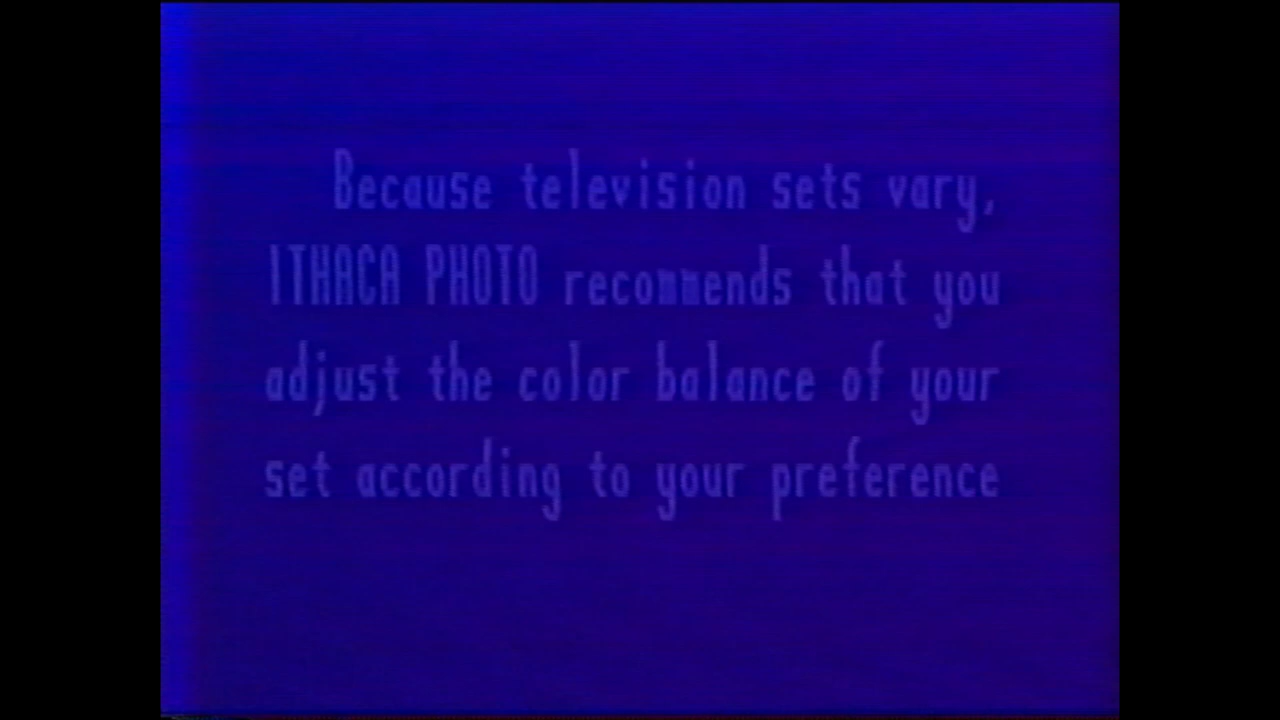 Because television sets vary,
ITHACA PHOTO recommends that you
adjust the color balance of your
set according to your preference